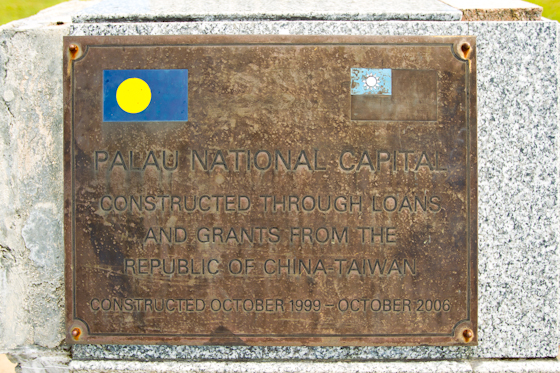 PALAU NATIONAL CAPITAL
CONSTRUCTED THROUGH LOANS
AND GRANTS FROM THE
REPUBLIC OF CHINA-TAIWAN
CONSTRUCTED OCTOBER 1999 - OCTOBER 2006